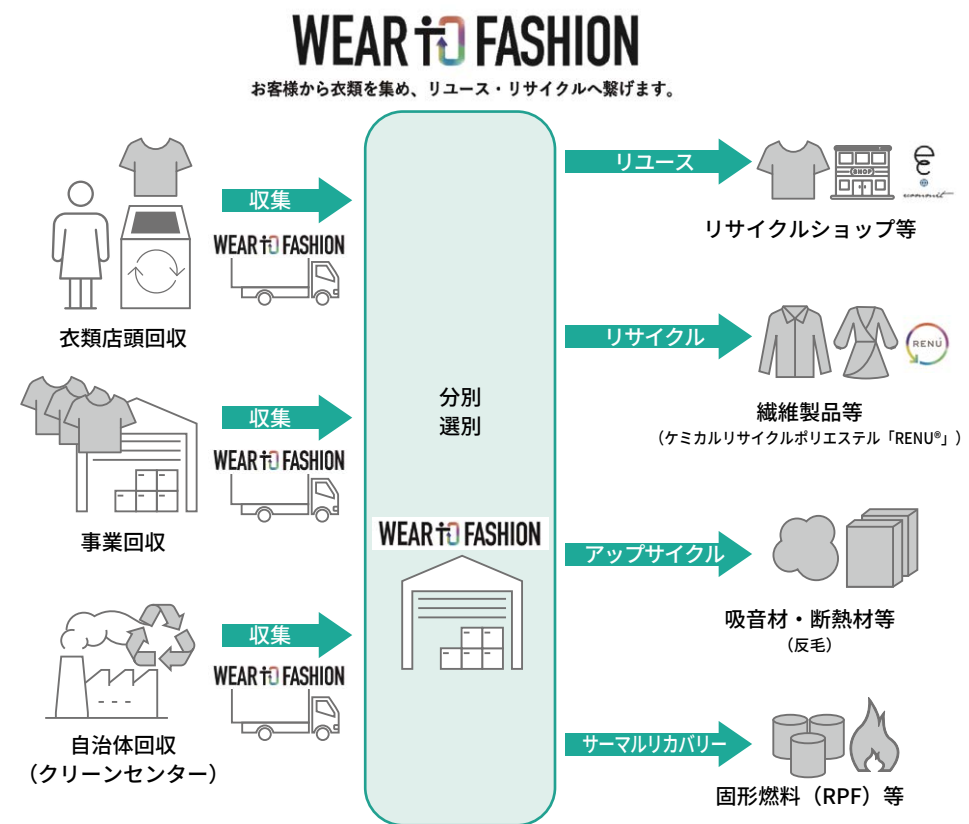 WEAR TO FASHION
お客様から衣類を集め、リユース・リサイクルへ繋げます。
収集
WEAR TO FASHION
衣類店頭回収
収集
WEAR TO FASHION
事業回収
収集
WEAR TO FASHION
自治体回収
（クリーンセンター）
分別
選別
WEAR TO FASHION
リユース
SHOP
リサイクルショップ等
リサイクル
RENU
繊維製品等
（ケミカルリサイクルポリエステル「RENU®」）
アップサイクル
吸音材・断熱材等
（反毛）
サーマルリカバリー
固形燃料（RPF）等